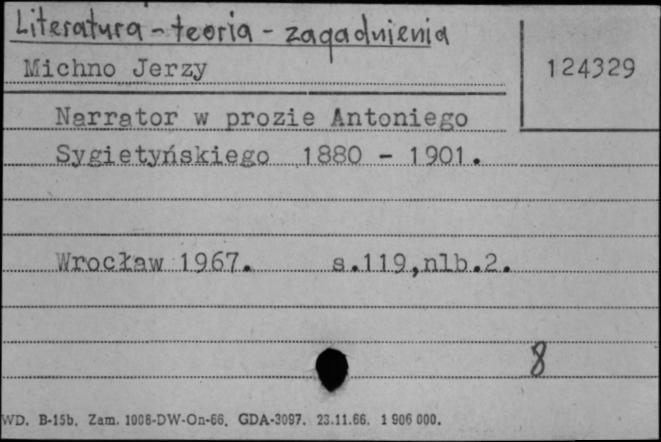 Literatura - teoria - zagadnienia
Michno Jerzy
124329
Narrator w prozie Antoniego
Sygietyńskiego 1880 - 1901.
Wrocław 1967. s.119,nlb.2.
8
WD. B-15b. Zam. 1008-DW-On-66. GDA-3097. 23.11.66. 1 906 000.